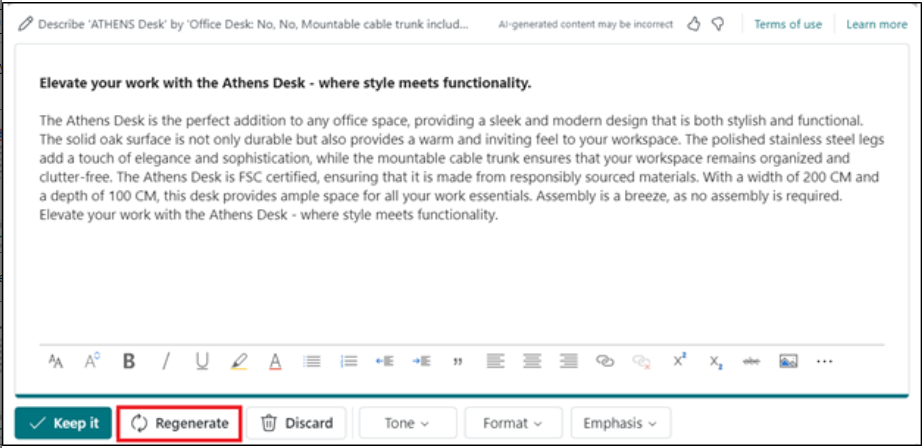 Describe 'ATHENS Desk' by 'Office Desk: No, No, Mountable cable trunk includ... AI-generated content may be incorrect Terms of use Learn more
Elevate your work with the Athens Desk - where style meets functionality.
The Athens Desk is the perfect addition to any office space, providing a sleek and modern design that is both stylish and functional.
The solid oak surface is not only durable but also provides a warm and inviting feel to your workspace. The polished stainless steel legs
add a touch of elegance and sophistication, while the mountable cable trunk ensures that your workspace remains organized and
clutter-free. The Athens Desk is FSC certified, ensuring that it is made from responsibly sourced materials. With a width of 200 CM and
a depth of 100 CM, this desk provides ample space for all your work essentials. Assembly is a breeze, as no assembly is required.
Elevate your work with the Athens Desk - where style meets functionality.
AA A B I U A " x² x₂ abc ...
Keep it Regenerate Discard Tone Format Emphasis